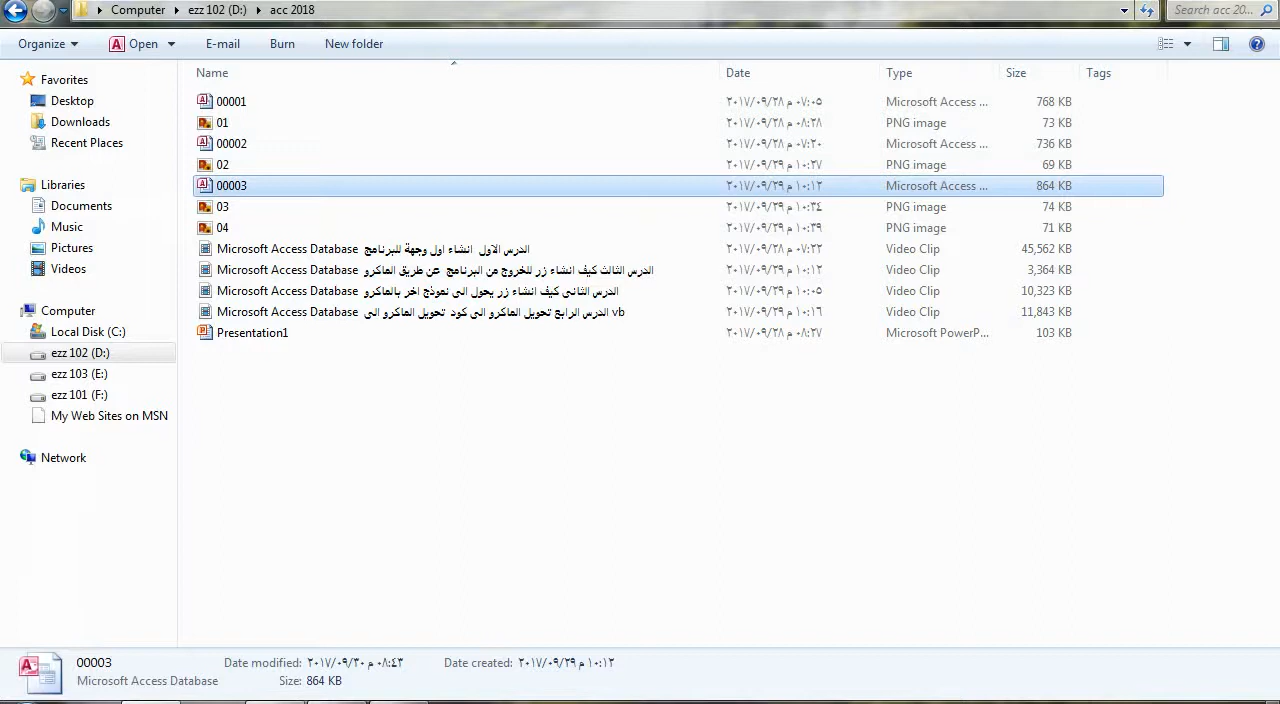 Computer ▸ ezz 102 (D:) ▸ acc 2018
Search acc 20...
Organize Open E-mail Burn New folder
Name Date Type Size Tags
Favorites
Desktop
Downloads
Recent Places
Libraries
Documents
Music
Pictures
Videos
Computer
Local Disk (C:)
ezz 102 (D:)
ezz 103 (E:)
ezz 101 (F:)
My Web Sites on MSN
Network
00001 ٢٠١٧/٠٩/٢٨ م ٠٧:٠٥ Microsoft Access ... 768 KB
01 ٢٠١٧/٠٩/٢٨ م ٠٨:٢٨ PNG image 73 KB
00002 ٢٠١٧/٠٩/٢٨ م ٠٧:٢٠ Microsoft Access ... 736 KB
02 ٢٠١٧/٠٩/٢٩ م ١٠:٢٧ PNG image 69 KB
00003 ٢٠١٧/٠٩/٢٩ م ١٠:١٢ Microsoft Access ... 864 KB
03 ٢٠١٧/٠٩/٢٩ م ١٠:٣٤ PNG image 74 KB
04 ٢٠١٧/٠٩/٢٩ م ١٠:٣٩ PNG image 71 KB
Microsoft Access Database الدرس الاول انشاء اول وجهة للبرنامج ٢٠١٧/٠٩/٢٨ م ٠٧:٢٢ Video Clip 45,562 KB
Microsoft Access Database الدرس الثالث كيف انشاء زر للخروج من البرنامج عن طريق الماكرو ٢٠١٧/٠٩/٢٩ م ١٠:١٢ Video Clip 3,364 KB
Microsoft Access Database الدرس الثانى كيف انشاء زر يحول الى نموذج اخر بالماكرو ٢٠١٧/٠٩/٢٩ م ١٠:٠٥ Video Clip 10,323 KB
Microsoft Access Database الدرس الرابع تحويل الماكرو الى كود تحويل الماكرو الى vb ٢٠١٧/٠٩/٢٩ م ١٠:١٦ Video Clip 11,843 KB
Presentation1 ٢٠١٧/٠٩/٢٨ م ٠٨:٢٧ Microsoft PowerP... 103 KB
00003 Date modified: ٢٠١٧/٠٩/٣٠ م ٠٨:٤٣ Date created: ٢٠١٧/٠٩/٢٩ م ١٠:١٢
Microsoft Access Database Size: 864 KB